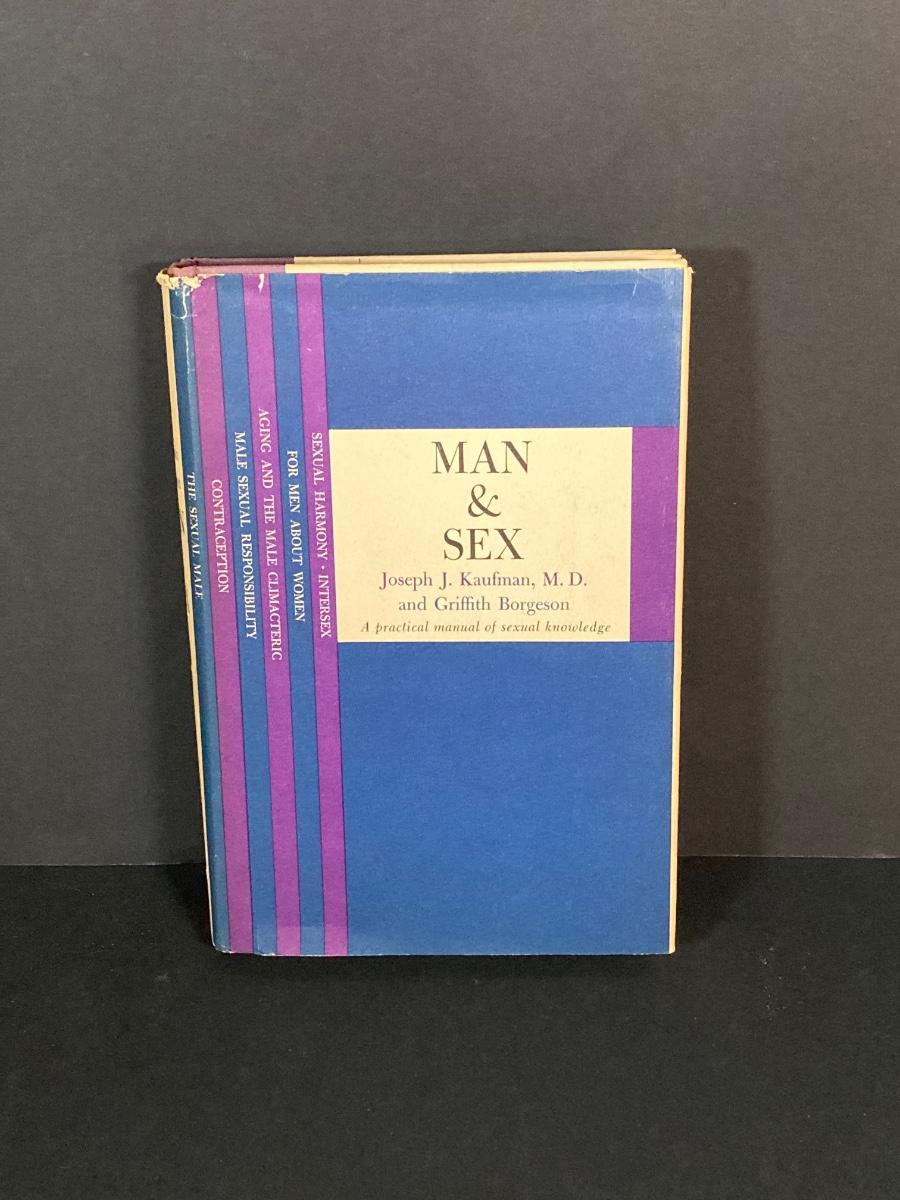 THE SEXUAL MALE
CONTRACEPTION
MALE SEXUAL RESPONSIBILITY
AGING AND THE MALE CLIMACTERIC
FOR MEN ABOUT WOMEN
SEXUAL HARMONY • INTERSEX
MAN
&
SEX
Joseph J. Kaufman, M. D.
and Griffith Borgeson
A practical manual of sexual knowledge